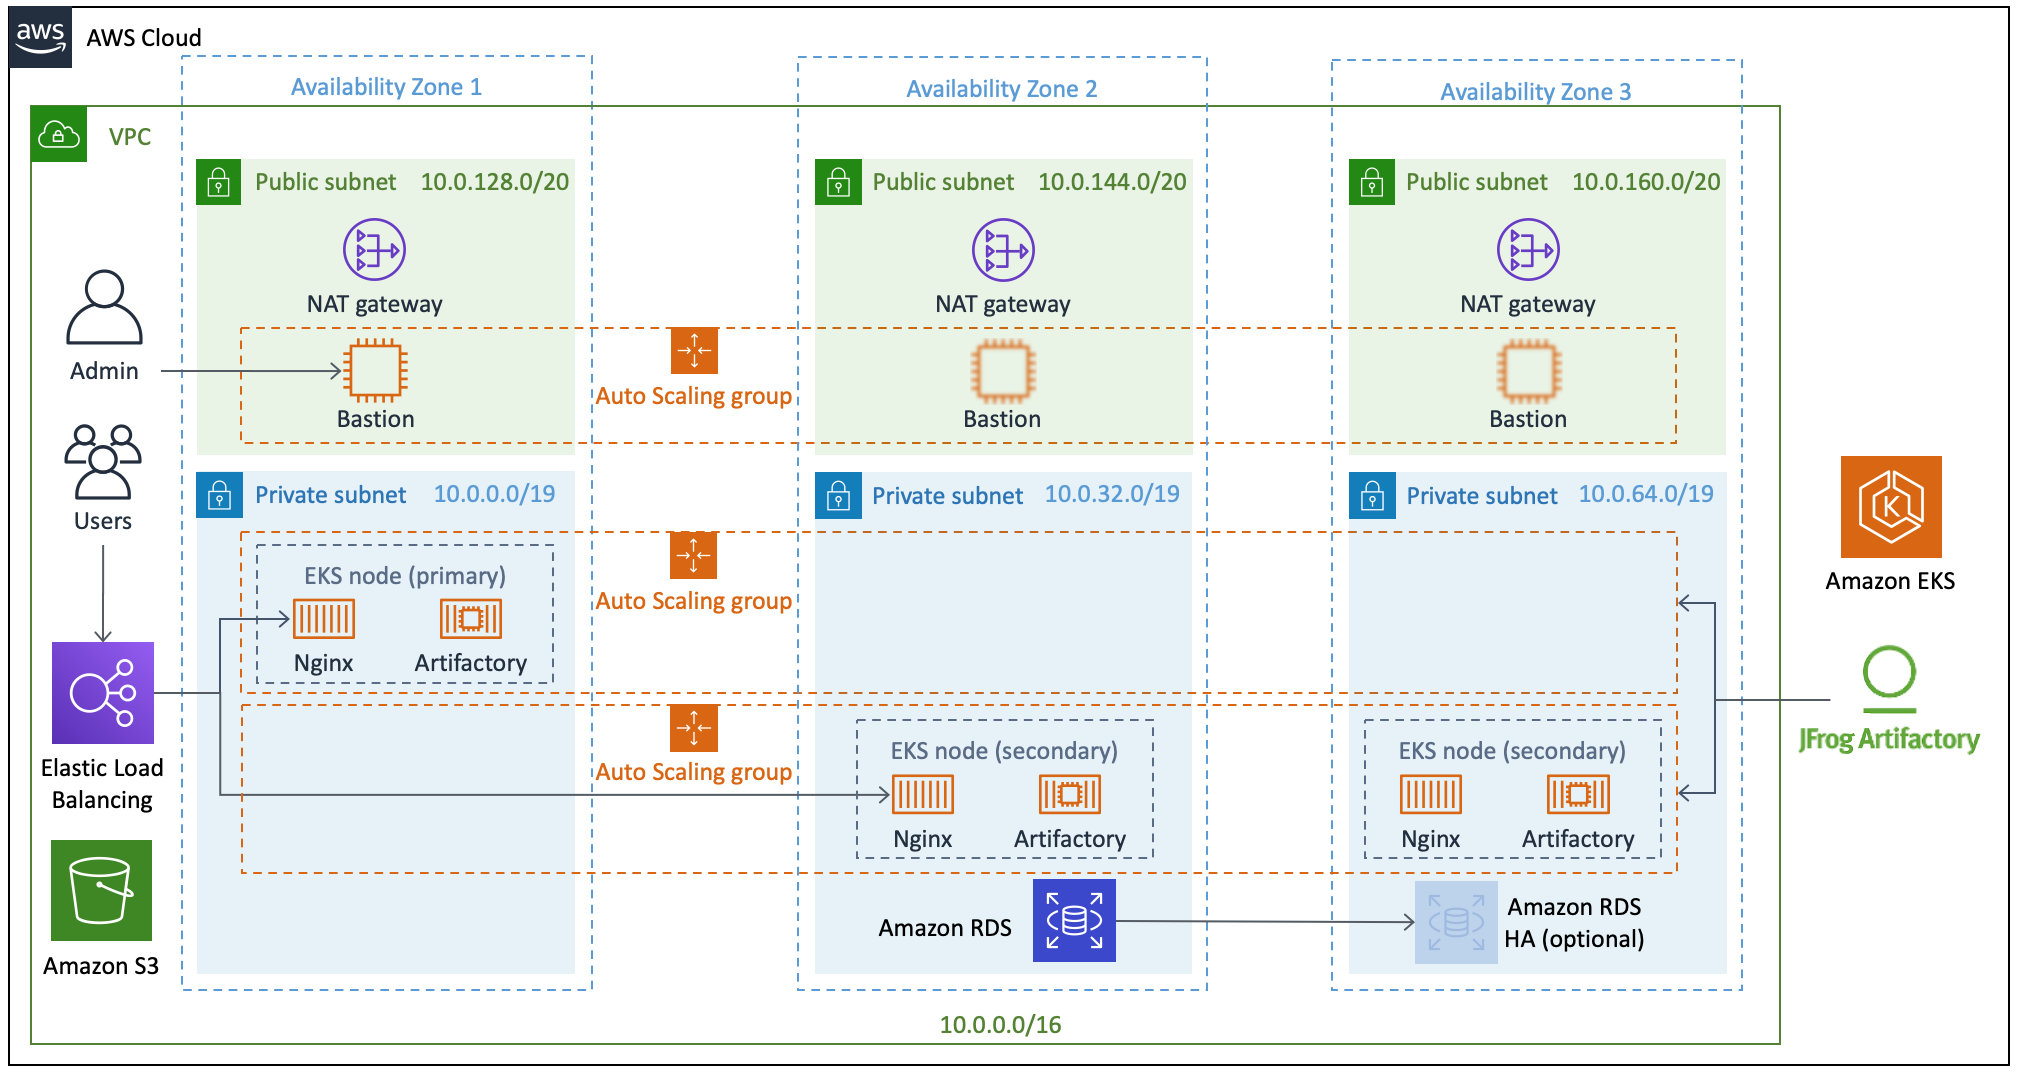 aws
AWS Cloud
Availability Zone 1
Availability Zone 2
Availability Zone 3
VPC
Public subnet 10.0.128.0/20
Public subnet 10.0.144.0/20
Public subnet 10.0.160.0/20
NAT gateway
NAT gateway
NAT gateway
Admin
Auto Scaling group
Bastion
Bastion
Bastion
Users
Private subnet 10.0.0.0/19
Private subnet 10.0.32.0/19
Private subnet 10.0.64.0/19
EKS node (primary)
Auto Scaling group
Nginx
Artifactory
K
Amazon EKS
JFrog Artifactory
Elastic Load
Balancing
Auto Scaling group
EKS node (secondary)
Nginx
Artifactory
EKS node (secondary)
Nginx
Artifactory
Amazon S3
Amazon RDS
Amazon RDS
HA (optional)
10.0.0.0/16